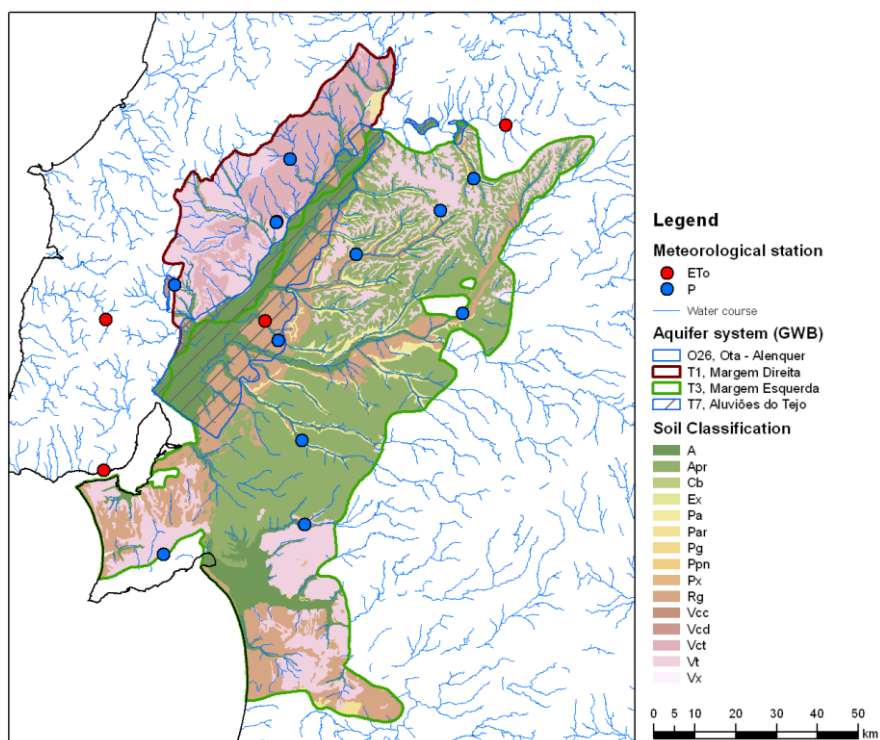 Legend
Meteorological station
ETo
P
Water course
Aquifer system (GWB)
O26, Ota - Alenquer
T1, Margem Direita
T3, Margem Esquerda
T7, Aluviões do Tejo
Soil Classification
A
Apr
Cb
Ex
Pa
Par
Pg
Ppn
Px
Rg
Vcc
Vcd
Vct
Vt
Vx
0 10 20 30 40 50
km